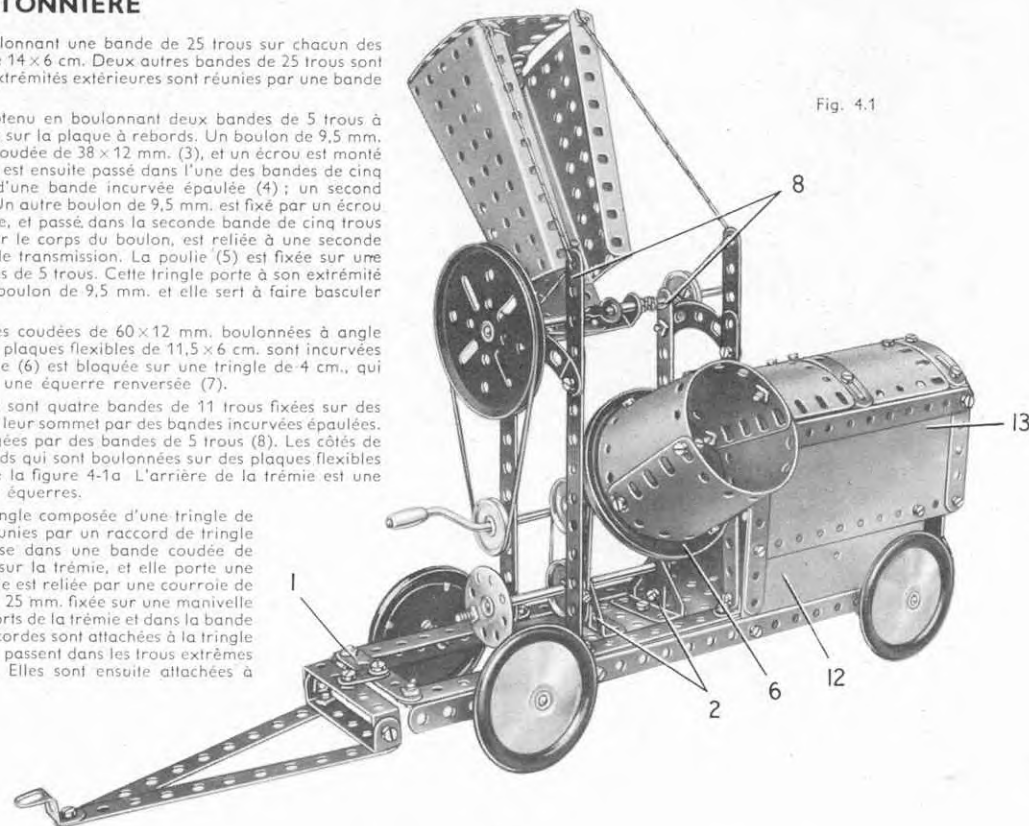 TONNIÈRE
lonnant une bande de 25 trous sur chacun des
14 × 6 cm. Deux autres bandes de 25 trous sont
xtrémités extérieures sont réunies par une bande
tenu en boulonnant deux bandes de 5 trous à
sur la plaque à rebords. Un boulon de 9,5 mm.
oudée de 38 × 12 mm. (3), et un écrou est monté
est ensuite passé dans l'une des bandes de cinq
d'une bande incurvée épaulée (4) ; un second
Un autre boulon de 9,5 mm. est fixé par un écrou
e, et passé dans la seconde bande de cinq trous
r le corps du boulon, est reliée à une seconde
le transmission. La poulie (5) est fixée sur une
s de 5 trous. Cette tringle porte à son extrémité
boulon de 9,5 mm. et elle sert à faire basculer
es coudées de 60 × 12 mm. boulonnées à angle
plaques flexibles de 11,5 × 6 cm. sont incurvées
e (6) est bloquée sur une tringle de 4 cm., qui
une équerre renversée (7).
sont quatre bandes de 11 trous fixées sur des
leur sommet par des bandes incurvées épaulées.
gées par des bandes de 5 trous (8). Les côtés de
ds qui sont boulonnées sur des plaques flexibles
e la figure 4-1a L'arrière de la trémie est une
équerres.
ngle composée d'une tringle de
unies par un raccord de tringle
se dans une bande coudée de
sur la trémie, et elle porte une
e est reliée par une courroie de
25 mm. fixée sur une manivelle
orts de la trémie et dans la bande
cordes sont attachées à la tringle
passent dans les trous extrêmes
Elles sont ensuite attachées à
Fig. 4.1
8
13
1
2
6
12